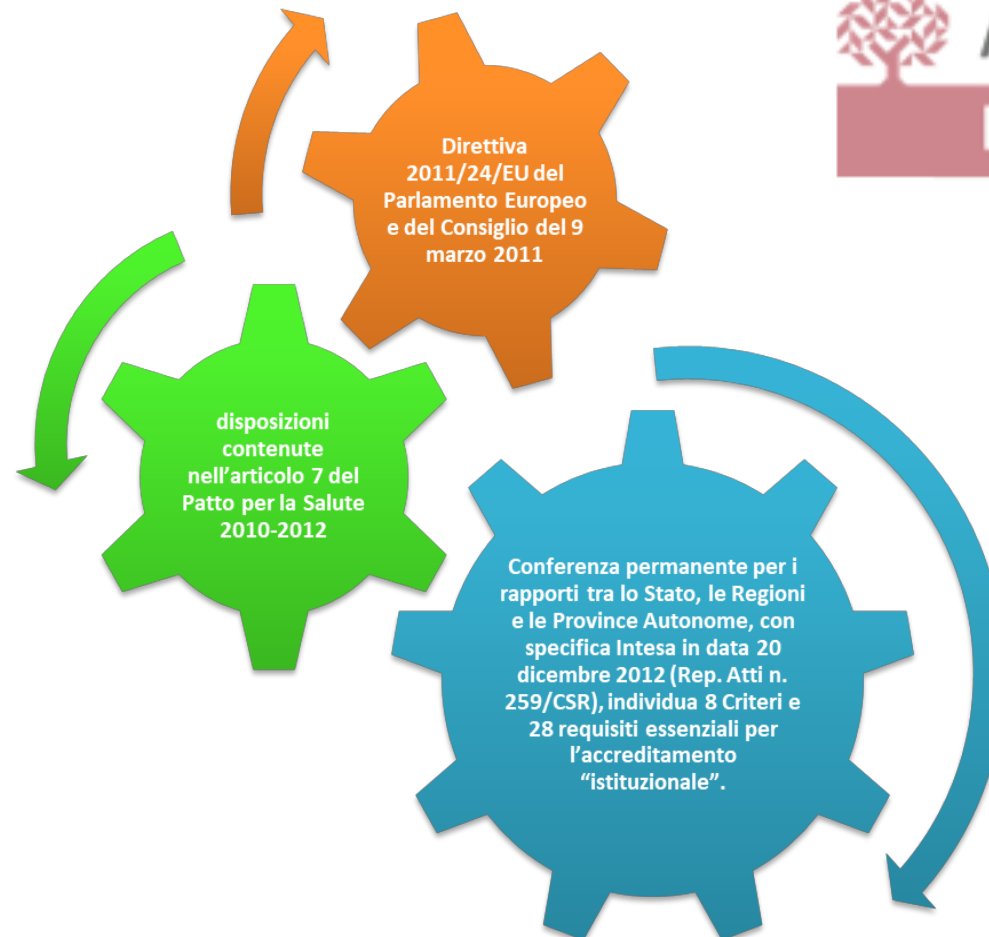 Direttiva
2011/24/EU del
Parlamento Europeo
e del Consiglio del 9
marzo 2011
disposizioni
contenute
nell'articolo 7 del
Patto per la Salute
2010-2012
Conferenza permanente per i
rapporti tra lo Stato, le Regioni
e le Province Autonome, con
specifica Intesa in data 20
dicembre 2012 (Rep. Atti n.
259/CSR), individua 8 Criteri e
28 requisiti essenziali per
l'accreditamento
“istituzionale”.